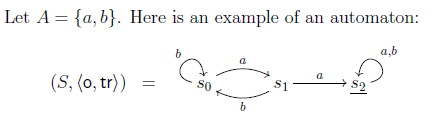 Let A = {a, b}. Here is an example of an automaton:
b a a a,b
(S, ⟨o, tr⟩) = s₀ s₁ s₂
b